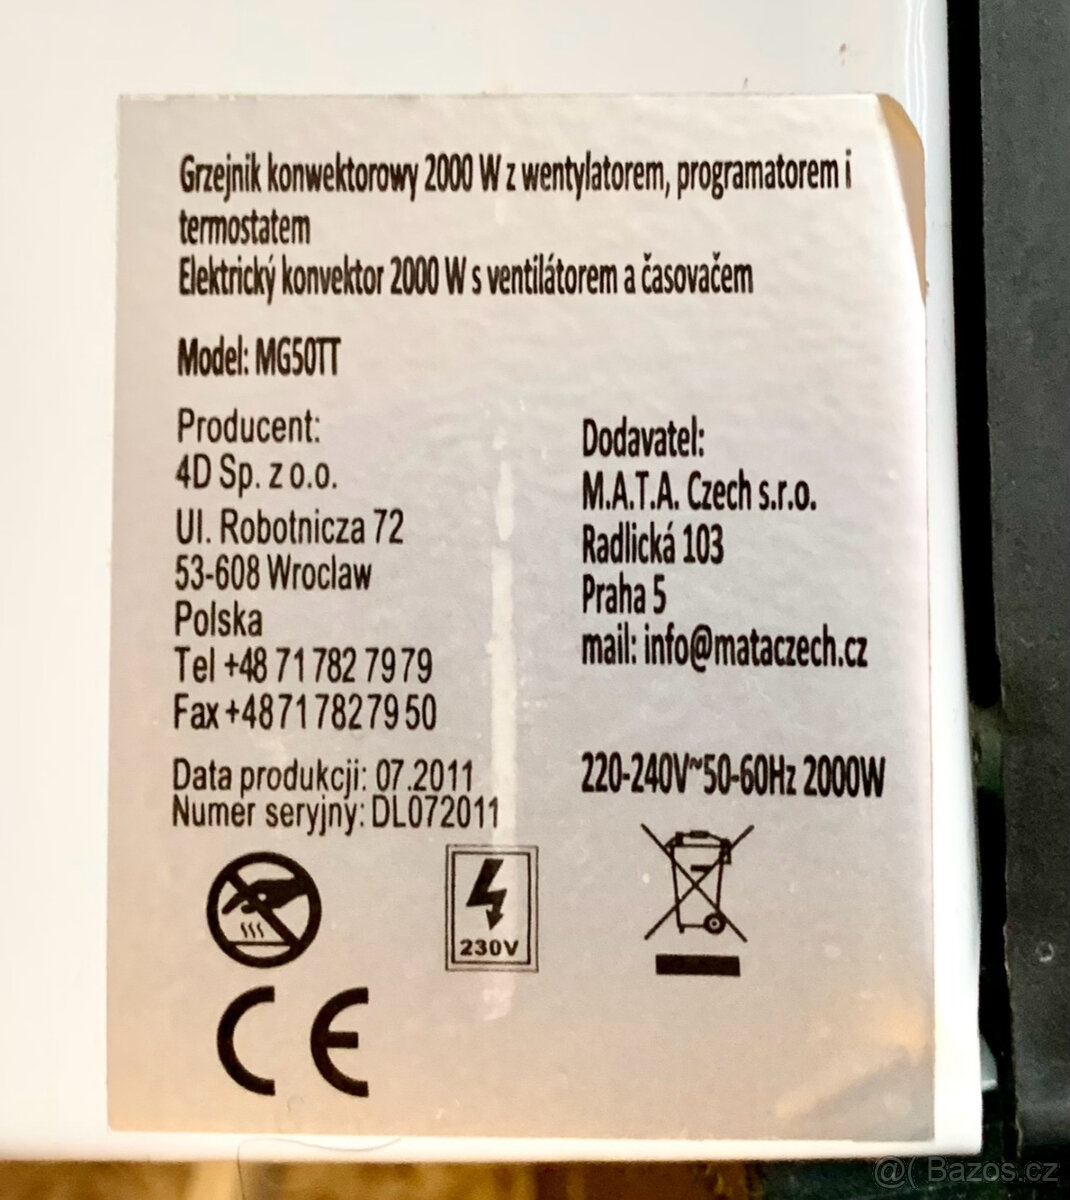 Grzejnik konwektorowy 2000 W z wentylatorem, programatorem i
termostatem
Elektrický konvektor 2000 W s ventilátorem a časovačem
Model: MG50TT
Producent:
4D Sp. z o.o.
Ul. Robotnicza 72
53-608 Wroclaw
Polska
Tel +48 71 782 79 79
Fax +48 71 782 79 50
Data produkcji: 07.2011
Numer seryjny: DL072011
Dodavatel:
M.A.T.A. Czech s.r.o.
Radlická 103
Praha 5
mail: info@mataczech.cz
220-240V~50-60Hz 2000W
230V
CE
@( Bazos.cz